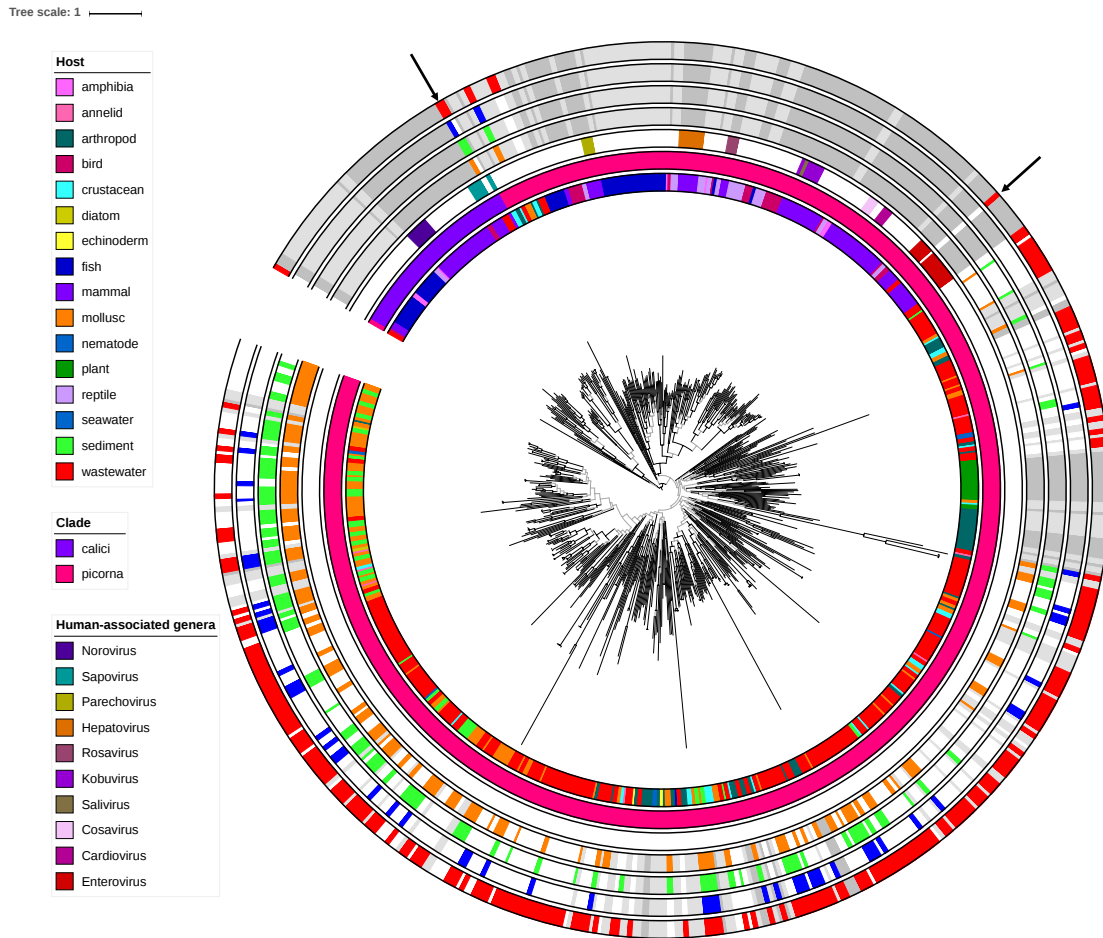 Tree scale: 1
Host
amphibia
annelid
arthropod
bird
crustacean
diatom
echinoderm
fish
mammal
mollusc
nematode
plant
reptile
seawater
sediment
wastewater
Clade
calici
picorna
Human-associated genera
Norovirus
Sapovirus
Parechovirus
Hepatovirus
Rosavirus
Kobuvirus
Salivirus
Cosavirus
Cardiovirus
Enterovirus